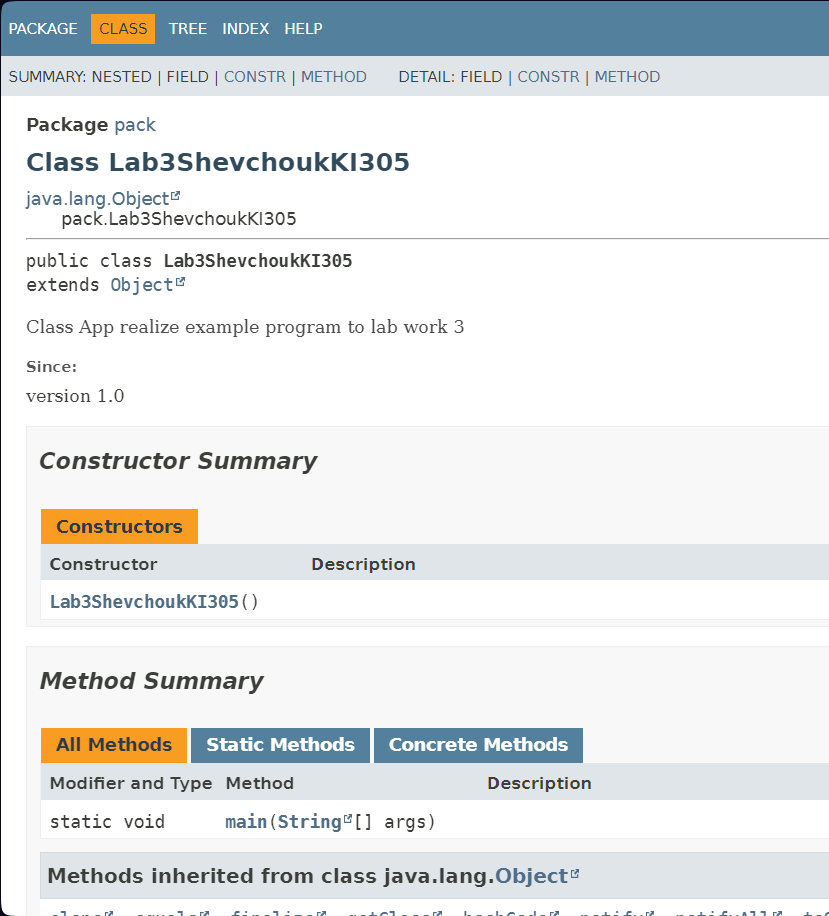 PACKAGE CLASS TREE INDEX HELP
SUMMARY: NESTED | FIELD | CONSTR | METHOD DETAIL: FIELD | CONSTR | METHOD
Package pack
Class Lab3ShevchoukKI305
java.lang.Object
pack.Lab3ShevchoukKI305
public class Lab3ShevchoukKI305
extends Object
Class App realize example program to lab work 3
Since:
version 1.0
Constructor Summary
Constructors
Constructor Description
Lab3ShevchoukKI305()
Method Summary
All Methods Static Methods Concrete Methods
Modifier and Type Method Description
static void main(String[] args)
Methods inherited from class java.lang.Object